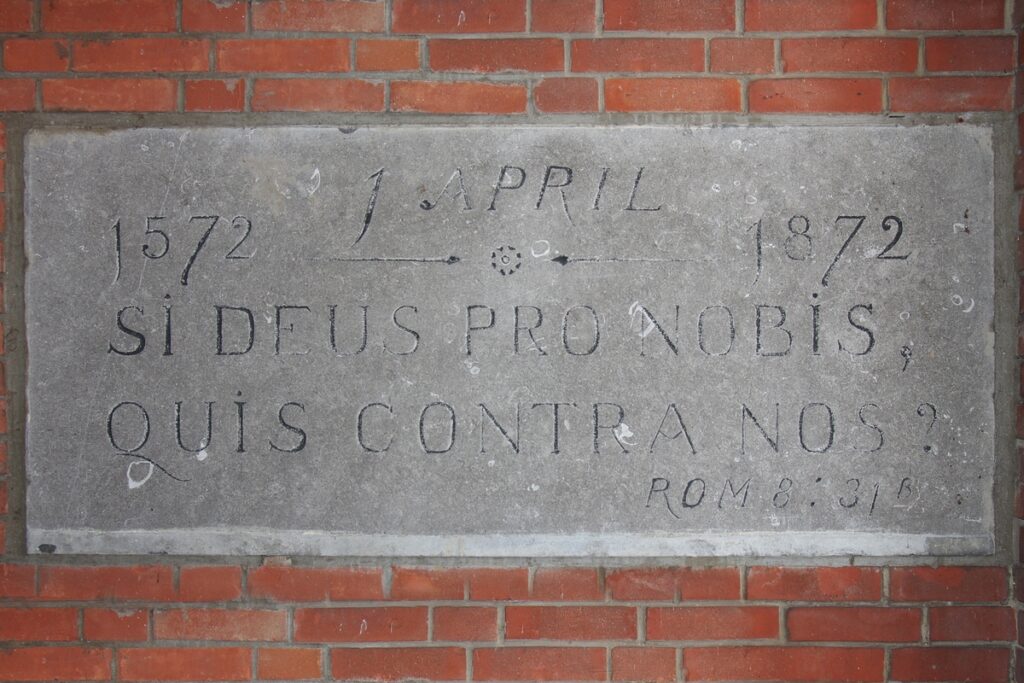 1 APRIL
1572 1872
Si DEUS PRO NOBiS,
QUiS CONTRA NOS?
ROM 8:31B